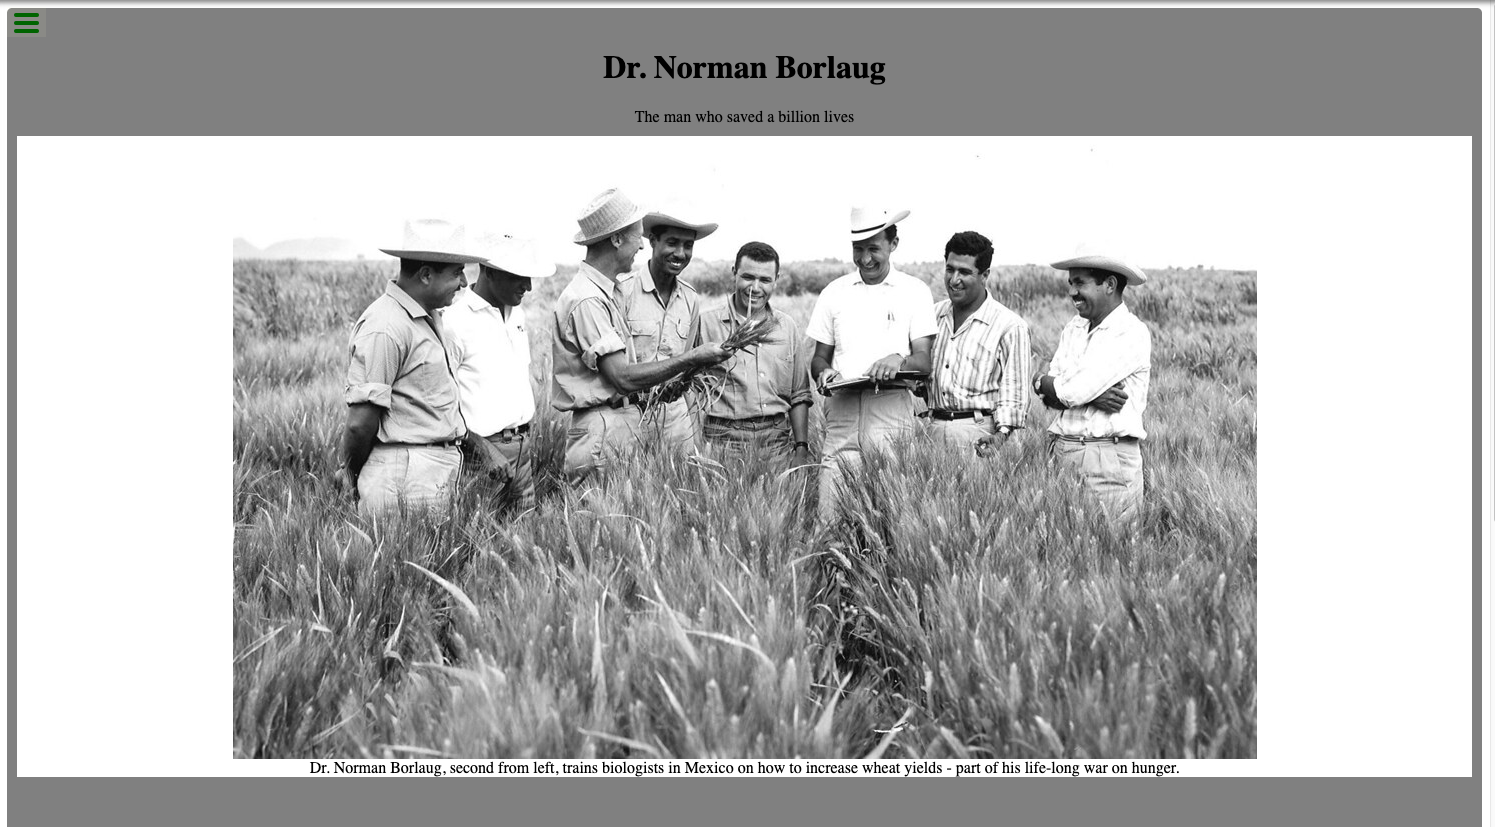 Dr. Norman Borlaug
The man who saved a billion lives
Dr. Norman Borlaug, second from left, trains biologists in Mexico on how to increase wheat yields - part of his life-long war on hunger.